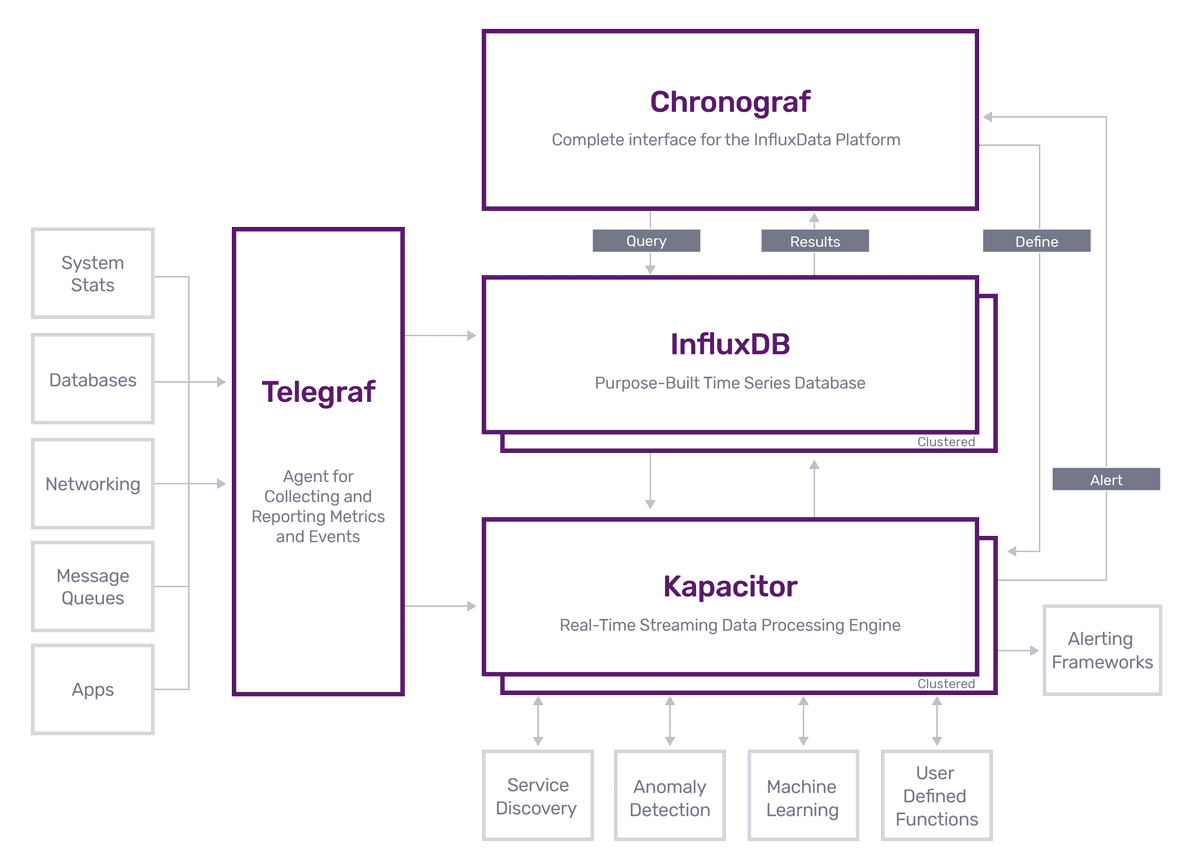 Chronograf
Complete interface for the InfluxData Platform
Query
Results
Define
System
Stats
Databases
Networking
Message
Queues
Apps
Telegraf
Agent for
Collecting and
Reporting Metrics
and Events
InfluxDB
Purpose-Built Time Series Database
Clustered
Alert
Kapacitor
Real-Time Streaming Data Processing Engine
Clustered
Alerting
Frameworks
Service
Discovery
Anomaly
Detection
Machine
Learning
User
Defined
Functions